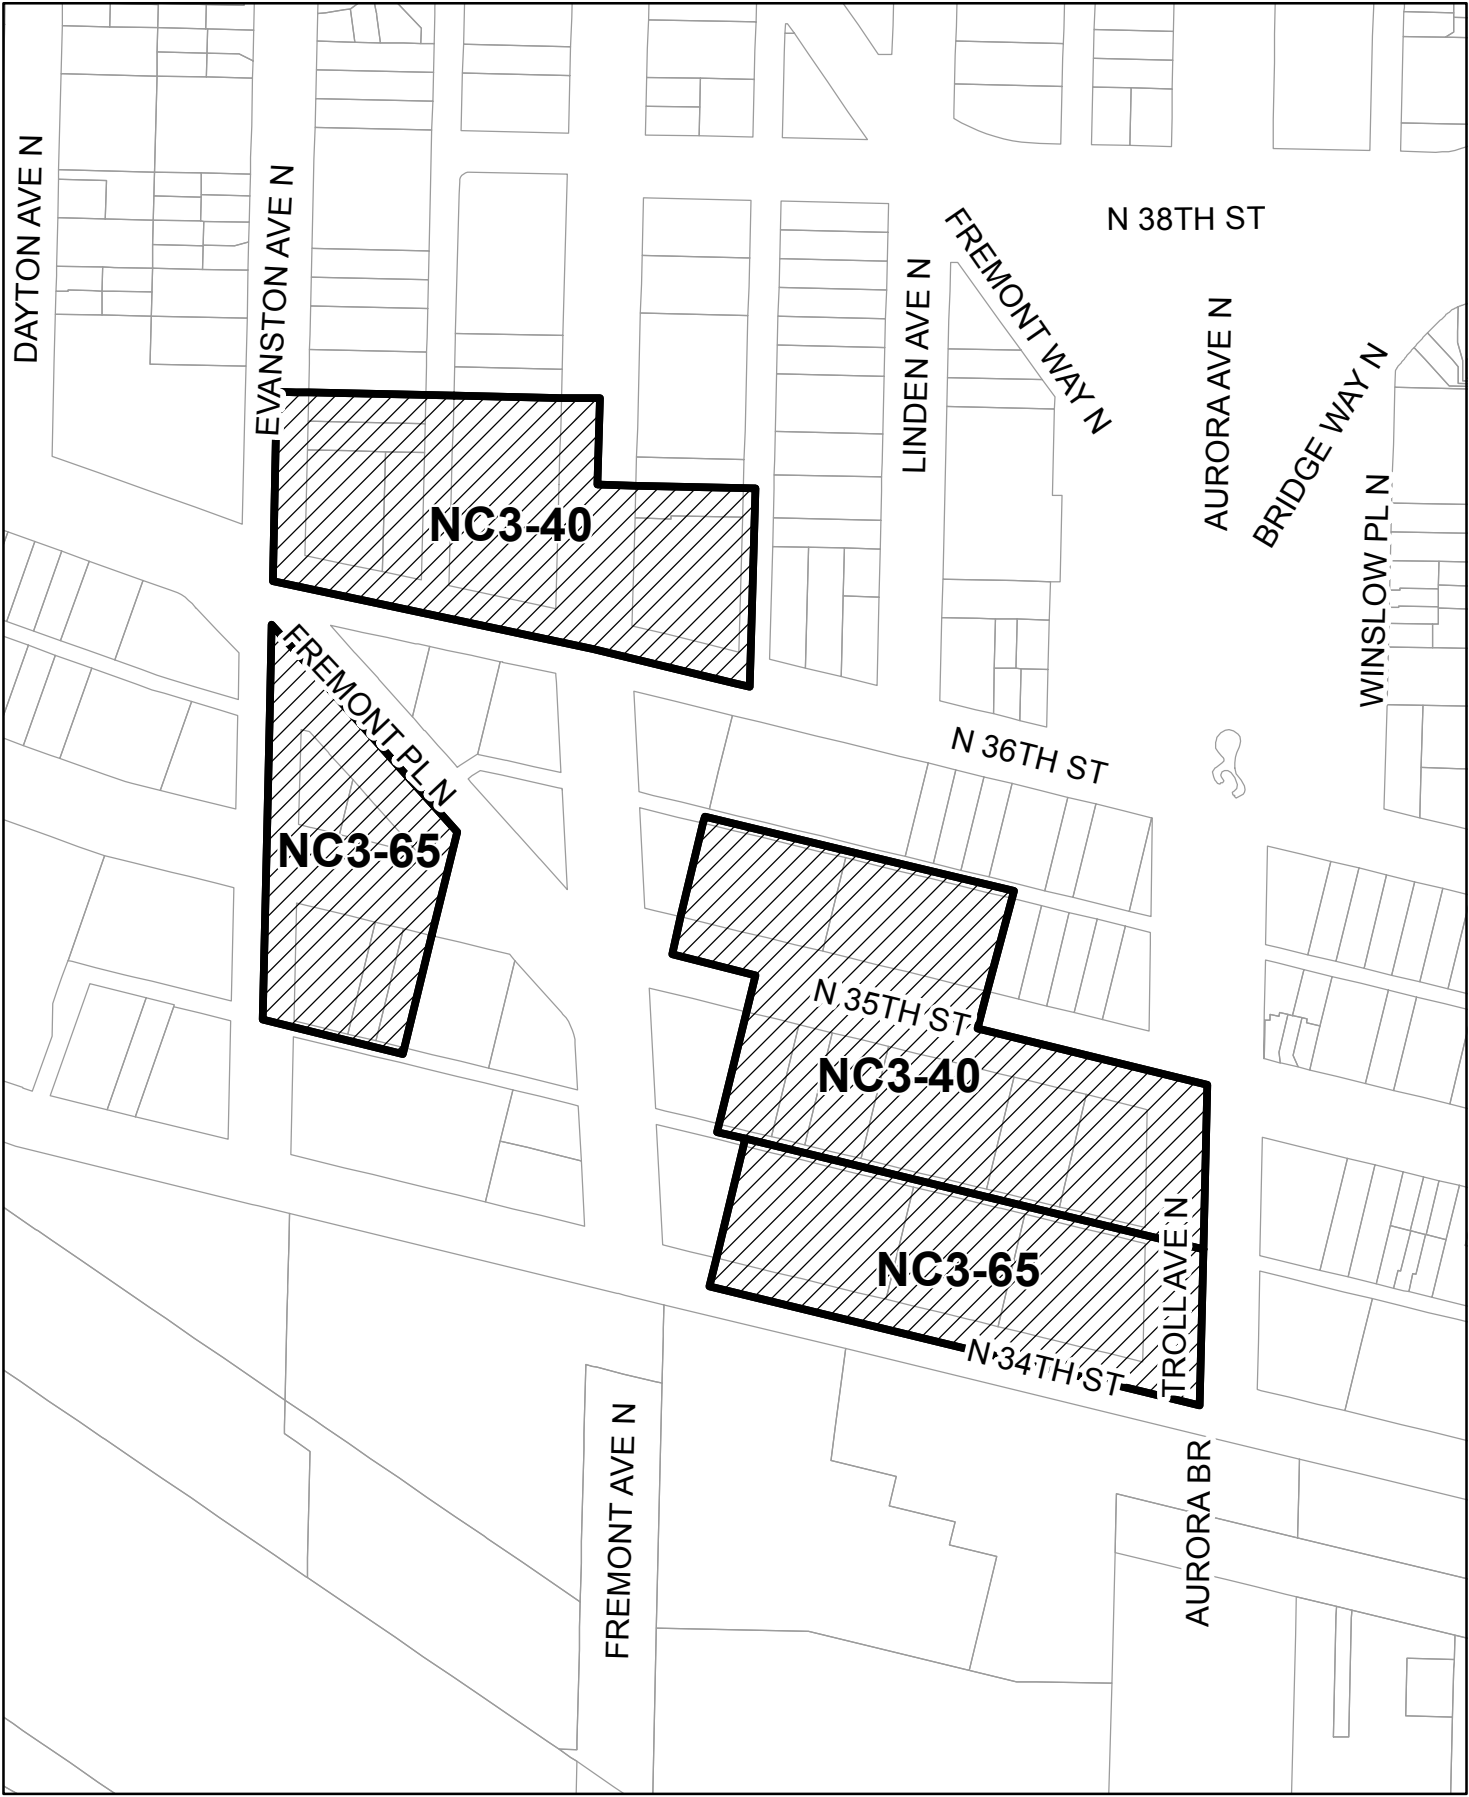 DAYTON AVE N
EVANSTON AVE N
N 38TH ST
FREMONT WAY N
LINDEN AVE N
AURORA AVE N
BRIDGE WAY N
WINSLOW PL N
NC3-40
FREMONT PL N
N 36TH ST
NC3-65
N 35TH ST
NC3-40
NC3-65
TROLL AVE N
N 34TH ST
FREMONT AVE N
AURORA BR